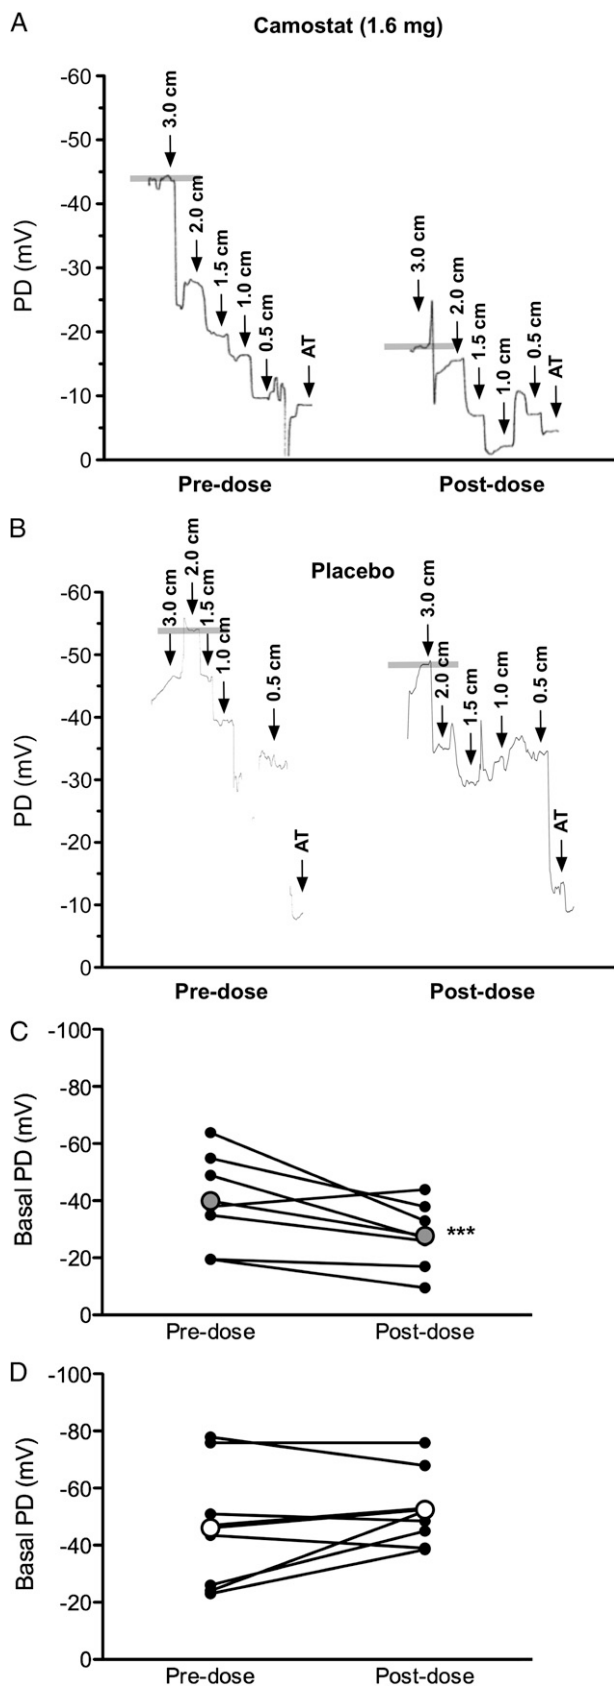 A
Camostat (1.6 mg)
PD (mV)
-60
-50
-40
-30
-20
-10
0
3.0 cm
2.0 cm
1.5 cm
1.0 cm
0.5 cm
AT
3.0 cm
2.0 cm
1.5 cm
1.0 cm
0.5 cm
AT
Pre-dose
Post-dose
B
Placebo
PD (mV)
-60
-50
-40
-30
-20
-10
0
3.0 cm
2.0 cm
1.5 cm
1.0 cm
0.5 cm
AT
3.0 cm
2.0 cm
1.5 cm
1.0 cm
0.5 cm
AT
Pre-dose
Post-dose
C
Basal PD (mV)
-100
-80
-60
-40
-20
0
***
Pre-dose
Post-dose
D
Basal PD (mV)
-100
-80
-60
-40
-20
0
Pre-dose
Post-dose